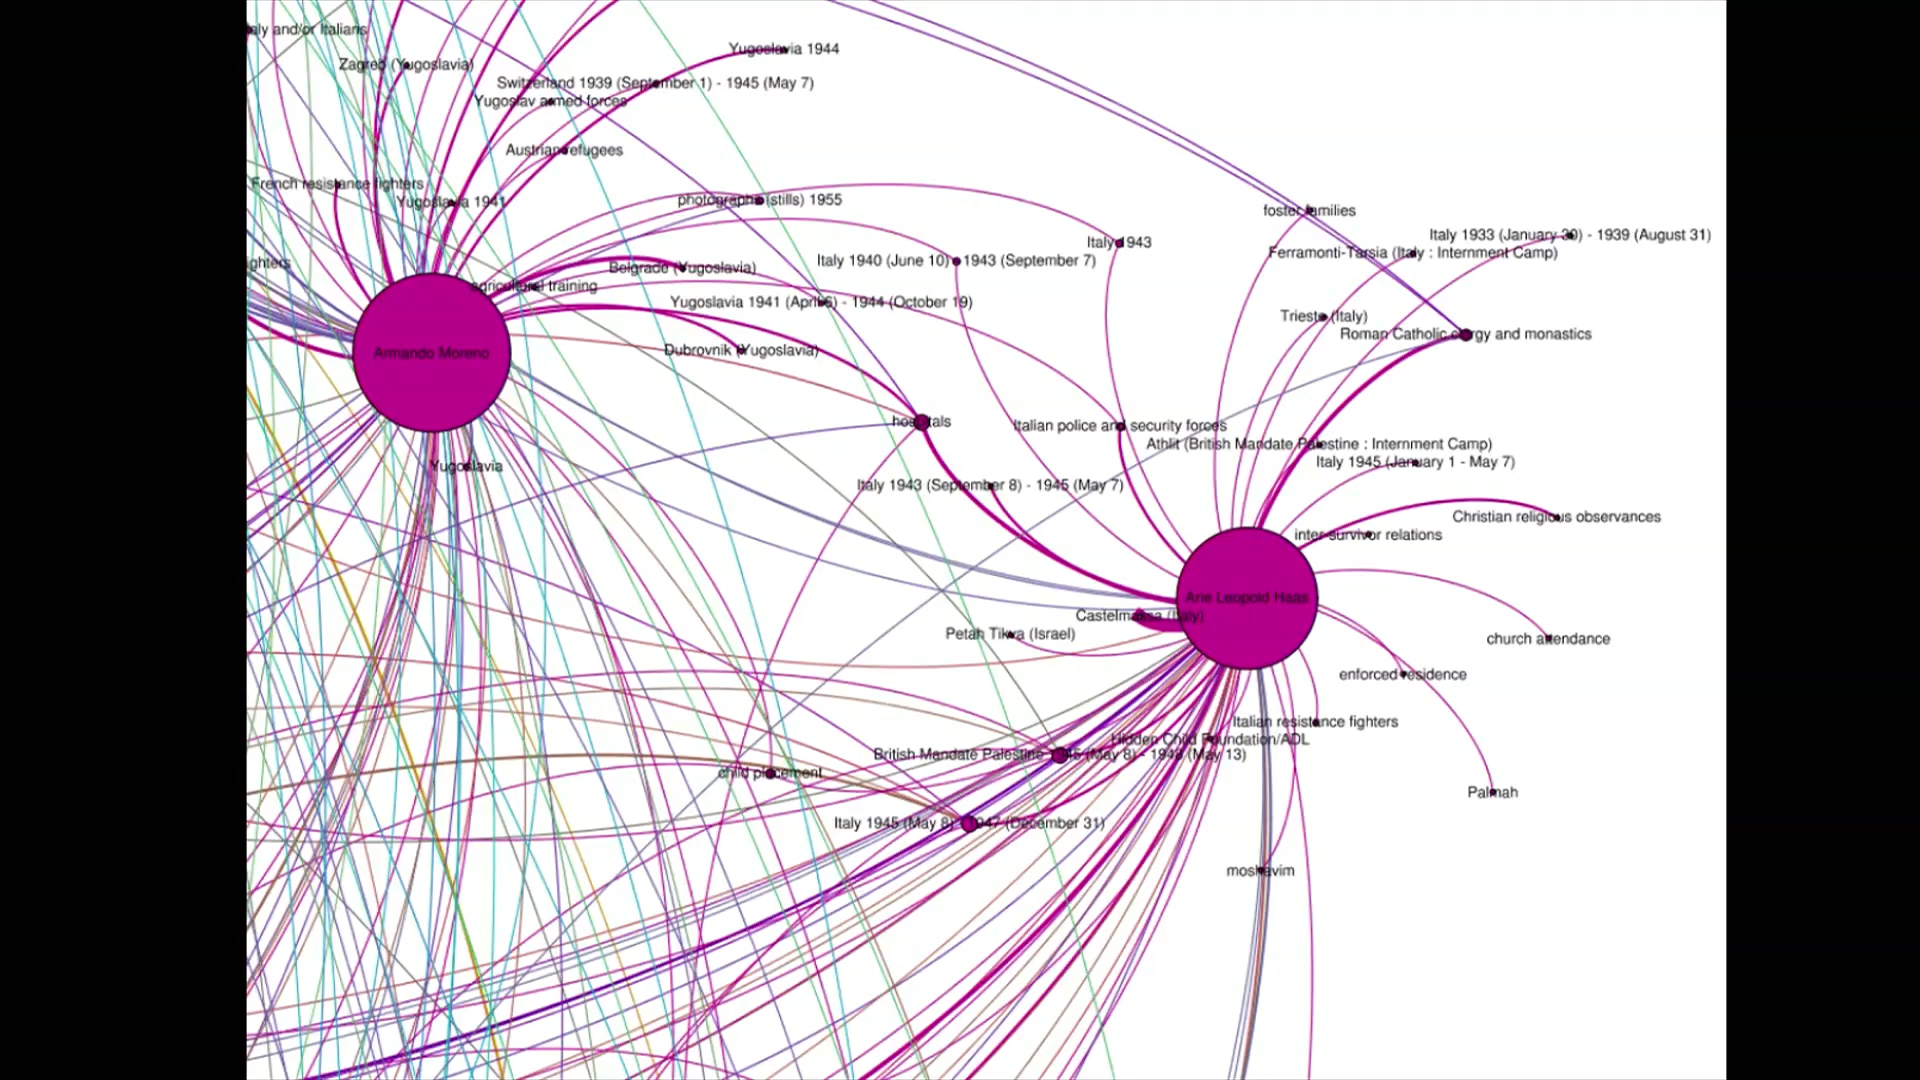 aly and/or Italians
Yugoslavia 1944
Zagreb (Yugoslavia)
Switzerland 1939 (September 1) - 1945 (May 7)
Yugoslav armed forces
Austrian refugees
French resistance fighters
Yugoslavia 1941
photographs (stills) 1955
foster families
Italy 1933 (January 30) - 1939 (August 31)
Italy 1943
Ferramonti-Tarsia (Italy : Internment Camp)
ghters
Italy 1940 (June 10) - 1943 (September 7)
Belgrade (Yugoslavia)
agricultural training
Yugoslavia 1941 (April 6) - 1944 (October 19)
Trieste (Italy)
Roman Catholic clergy and monastics
Armando Moreno
Dubrovnik (Yugoslavia)
hospitals
Italian police and security forces
Athlit (British Mandate Palestine : Internment Camp)
Italy 1945 (January 1 - May 7)
Yugoslavia
Italy 1943 (September 8) - 1945 (May 7)
Christian religious observances
inter-survivor relations
Arie Leopold Haas
Castelmassa (Italy)
Petah Tikva (Israel)
church attendance
enforced residence
Italian resistance fighters
Hidden Child Foundation/ADL
British Mandate Palestine 1945 (May 8) - 1948 (May 13)
child placement
Palmah
Italy 1945 (May 8) - 1947 (December 31)
moshavim